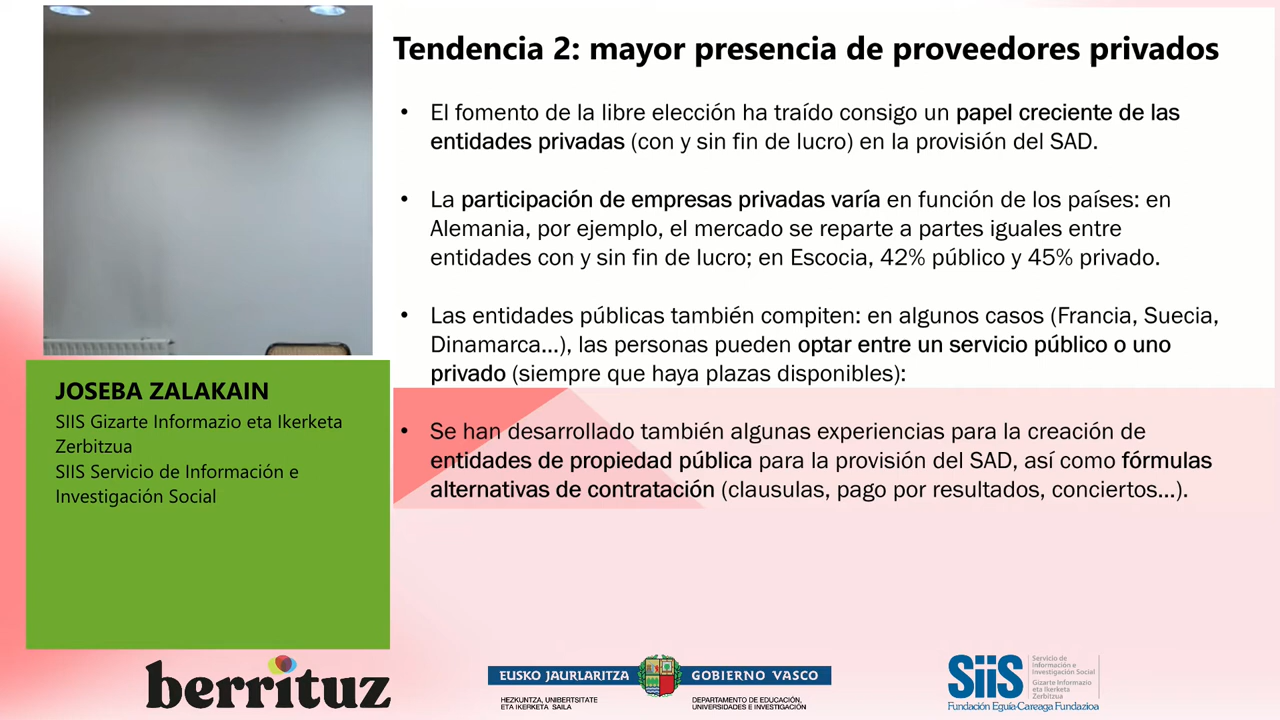 Tendencia 2: mayor presencia de proveedores privados
• El fomento de la libre elección ha traído consigo un papel creciente de las
entidades privadas (con y sin fin de lucro) en la provisión del SAD.
• La participación de empresas privadas varía en función de los países: en
Alemania, por ejemplo, el mercado se reparte a partes iguales entre
entidades con y sin fin de lucro; en Escocia, 42% público y 45% privado.
• Las entidades públicas también compiten: en algunos casos (Francia, Suecia,
Dinamarca...), las personas pueden optar entre un servicio público o uno
privado (siempre que haya plazas disponibles):
• Se han desarrollado también algunas experiencias para la creación de
entidades de propiedad pública para la provisión del SAD, así como fórmulas
alternativas de contratación (clausulas, pago por resultados, conciertos...).
JOSEBA ZALAKAIN
SIIS Gizarte Informazio eta Ikerketa
Zerbitzua
SIIS Servicio de Información e
Investigación Social
berrituz
EUSKO JAURLARITZA
GOBIERNO VASCO
HEZKUNTZA, UNIBERTSITATE
ETA IKERKETA SAILA
DEPARTAMENTO DE EDUCACIÓN,
UNIVERSIDADES E INVESTIGACIÓN
SiiS
Servicio de
Información e
Investigación Social
Gizarte Informazio
eta Ikerketa
Zerbitzua
Fundación Eguía-Careaga Fundazioa